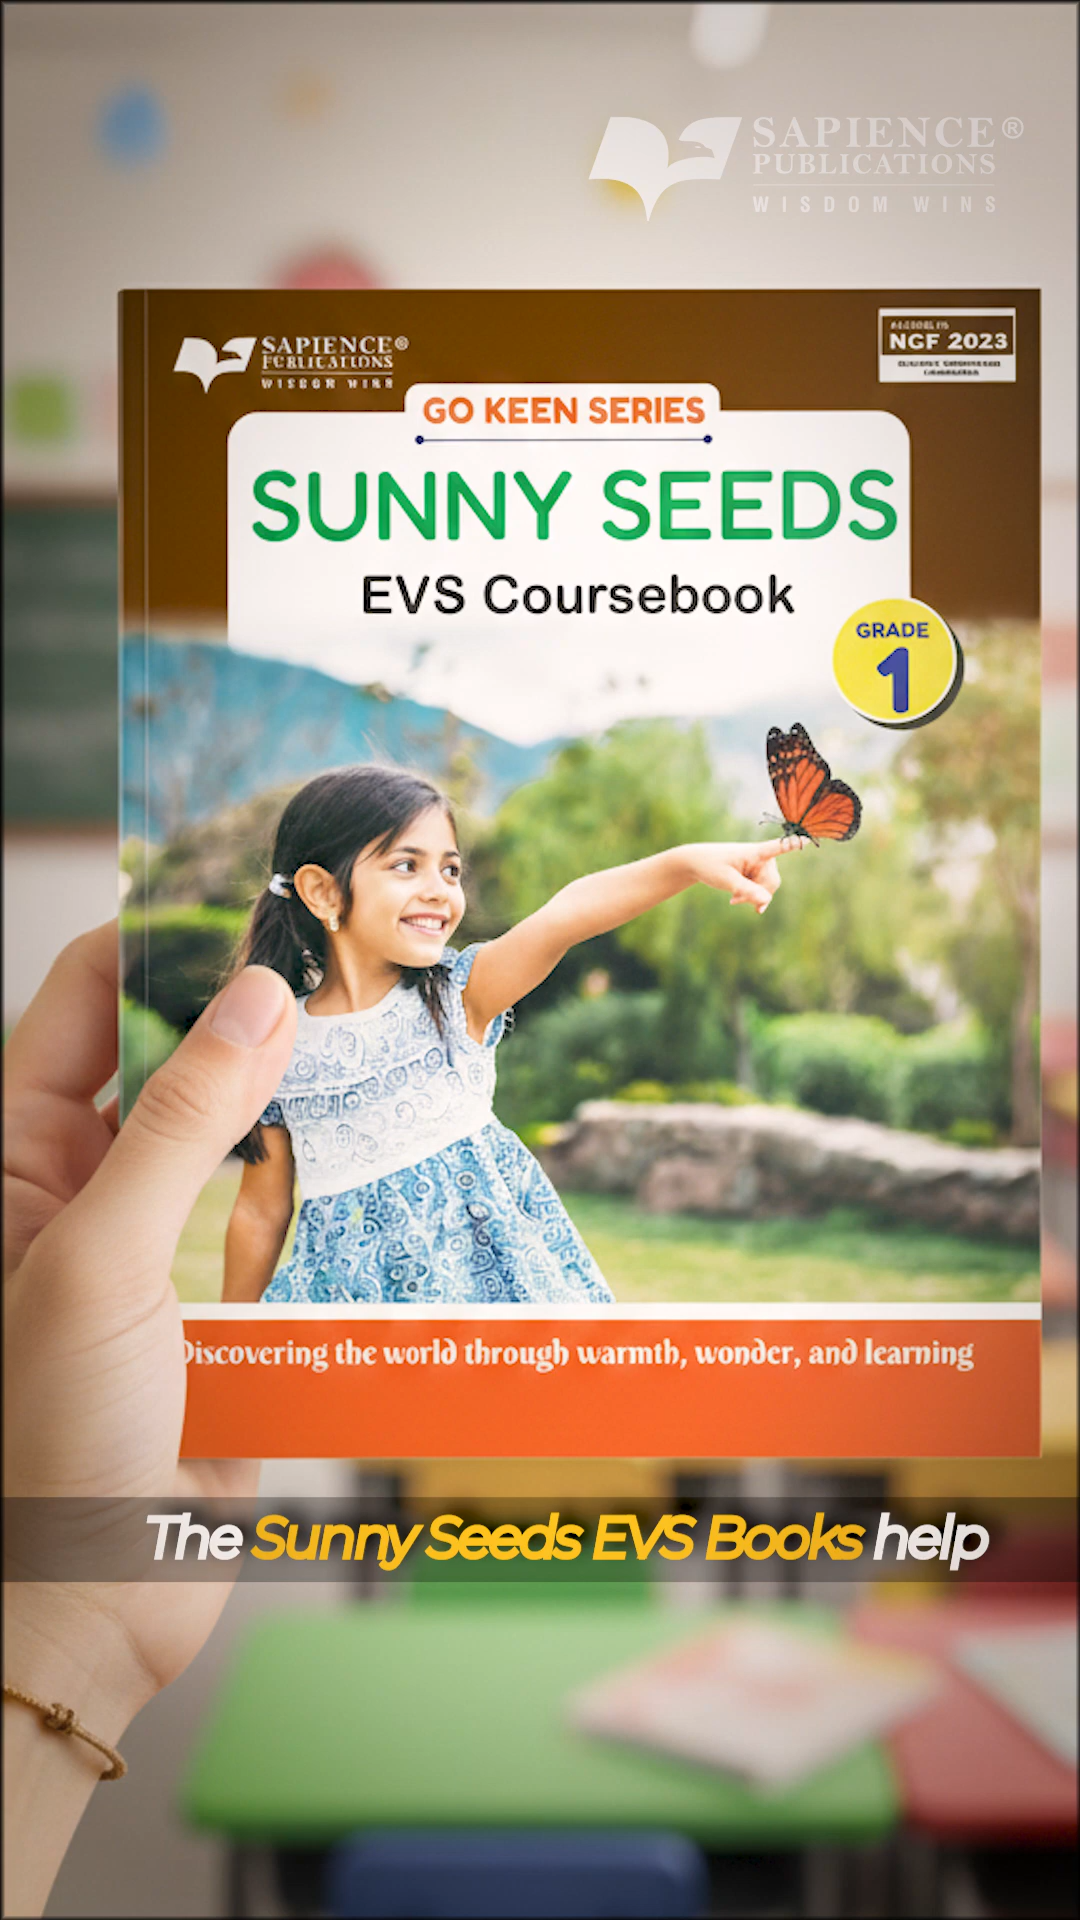 SAPIENCE®
PUBLICATIONS
WISDOM WINS
SAPIENCE®
WISDOM
NGF 2023
GO KEEN SERIES
SUNNY SEEDS
EVS Coursebook
GRADE
1
Discovering the world through warmth, wonder, and learning
The Sunny Seeds EVS Books help